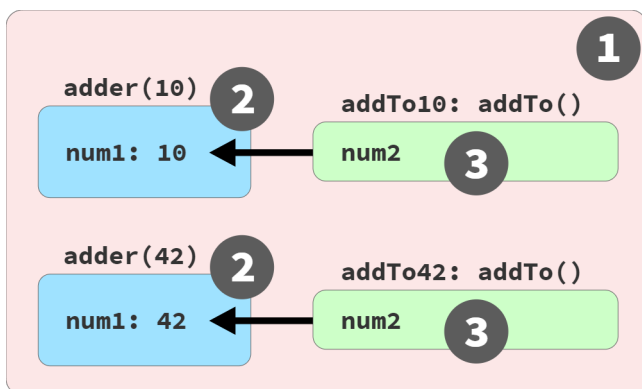 1
adder(10)
2
addTo10: addTo()
num1: 10
num2
3
adder(42)
2
addTo42: addTo()
num1: 42
num2
3